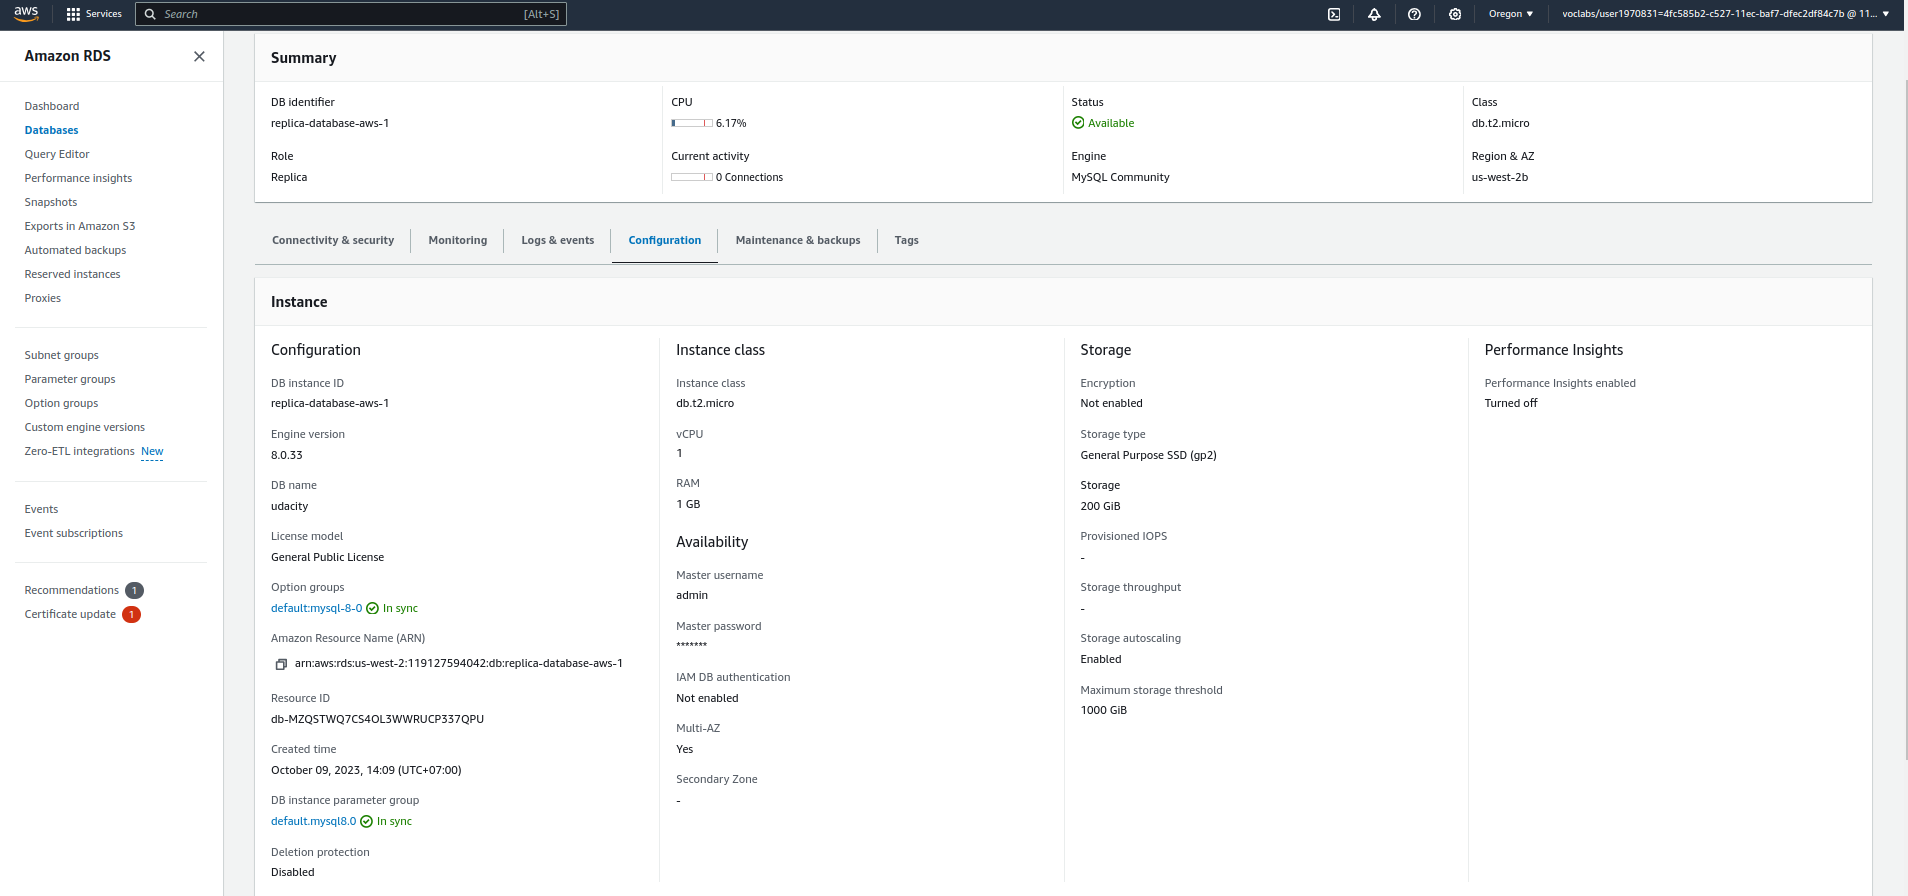 aws
Services
Search
[Alt+S]
Oregon
voclabs/user1970831=4fc585b2-c527-11ec-baf7-dfec2df84c7b @ 11...
Amazon RDS
Dashboard
Databases
Query Editor
Performance insights
Snapshots
Exports in Amazon S3
Automated backups
Reserved instances
Proxies
Subnet groups
Parameter groups
Option groups
Custom engine versions
Zero-ETL integrations New
Events
Event subscriptions
Recommendations 1
Certificate update 1
Summary
DB identifier
replica-database-aws-1
Role
Replica
CPU
6.17%
Current activity
0 Connections
Status
Available
Engine
MySQL Community
Class
db.t2.micro
Region & AZ
us-west-2b
Connectivity & security
Monitoring
Logs & events
Configuration
Maintenance & backups
Tags
Instance
Configuration
DB instance ID
replica-database-aws-1
Engine version
8.0.33
DB name
udacity
License model
General Public License
Option groups
default:mysql-8-0 In sync
Amazon Resource Name (ARN)
arn:aws:rds:us-west-2:119127594042:db:replica-database-aws-1
Resource ID
db-MZQSTWQ7CS4OL3WWRUCP337QPU
Created time
October 09, 2023, 14:09 (UTC+07:00)
DB instance parameter group
default.mysql8.0 In sync
Deletion protection
Disabled
Instance class
Instance class
db.t2.micro
vCPU
1
RAM
1 GB
Availability
Master username
admin
Master password
*******
IAM DB authentication
Not enabled
Multi-AZ
Yes
Secondary Zone
-
Storage
Encryption
Not enabled
Storage type
General Purpose SSD (gp2)
Storage
200 GiB
Provisioned IOPS
-
Storage throughput
-
Storage autoscaling
Enabled
Maximum storage threshold
1000 GiB
Performance Insights
Performance Insights enabled
Turned off